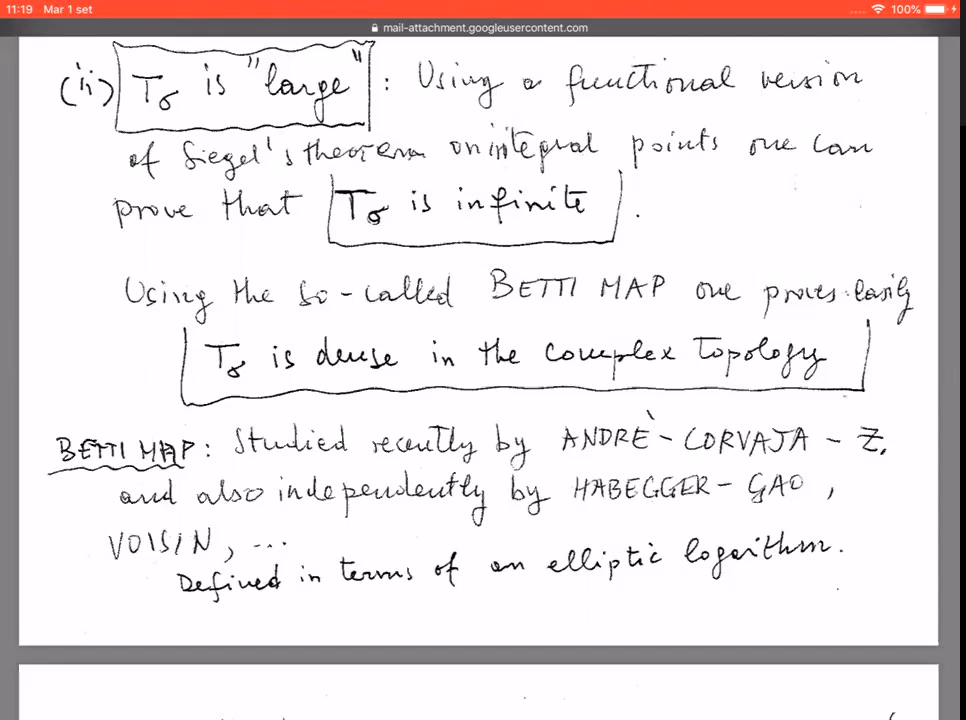 11:19 Mar 1 set 100%
mail-attachment.googleusercontent.com
(ii) Tσ is "large" : Using a functional version
of Siegel's theorem on integral points one can
prove that Tσ is infinite .
Using the so-called BETTI MAP one proves easily
Tσ is dense in the complex topology
BETTI MAP : Studied recently by ANDRÈ - CORVAJA - Z.
and also independently by HABEGGER - GAO ,
VOISIN, ...
Defined in terms of an elliptic logarithm.